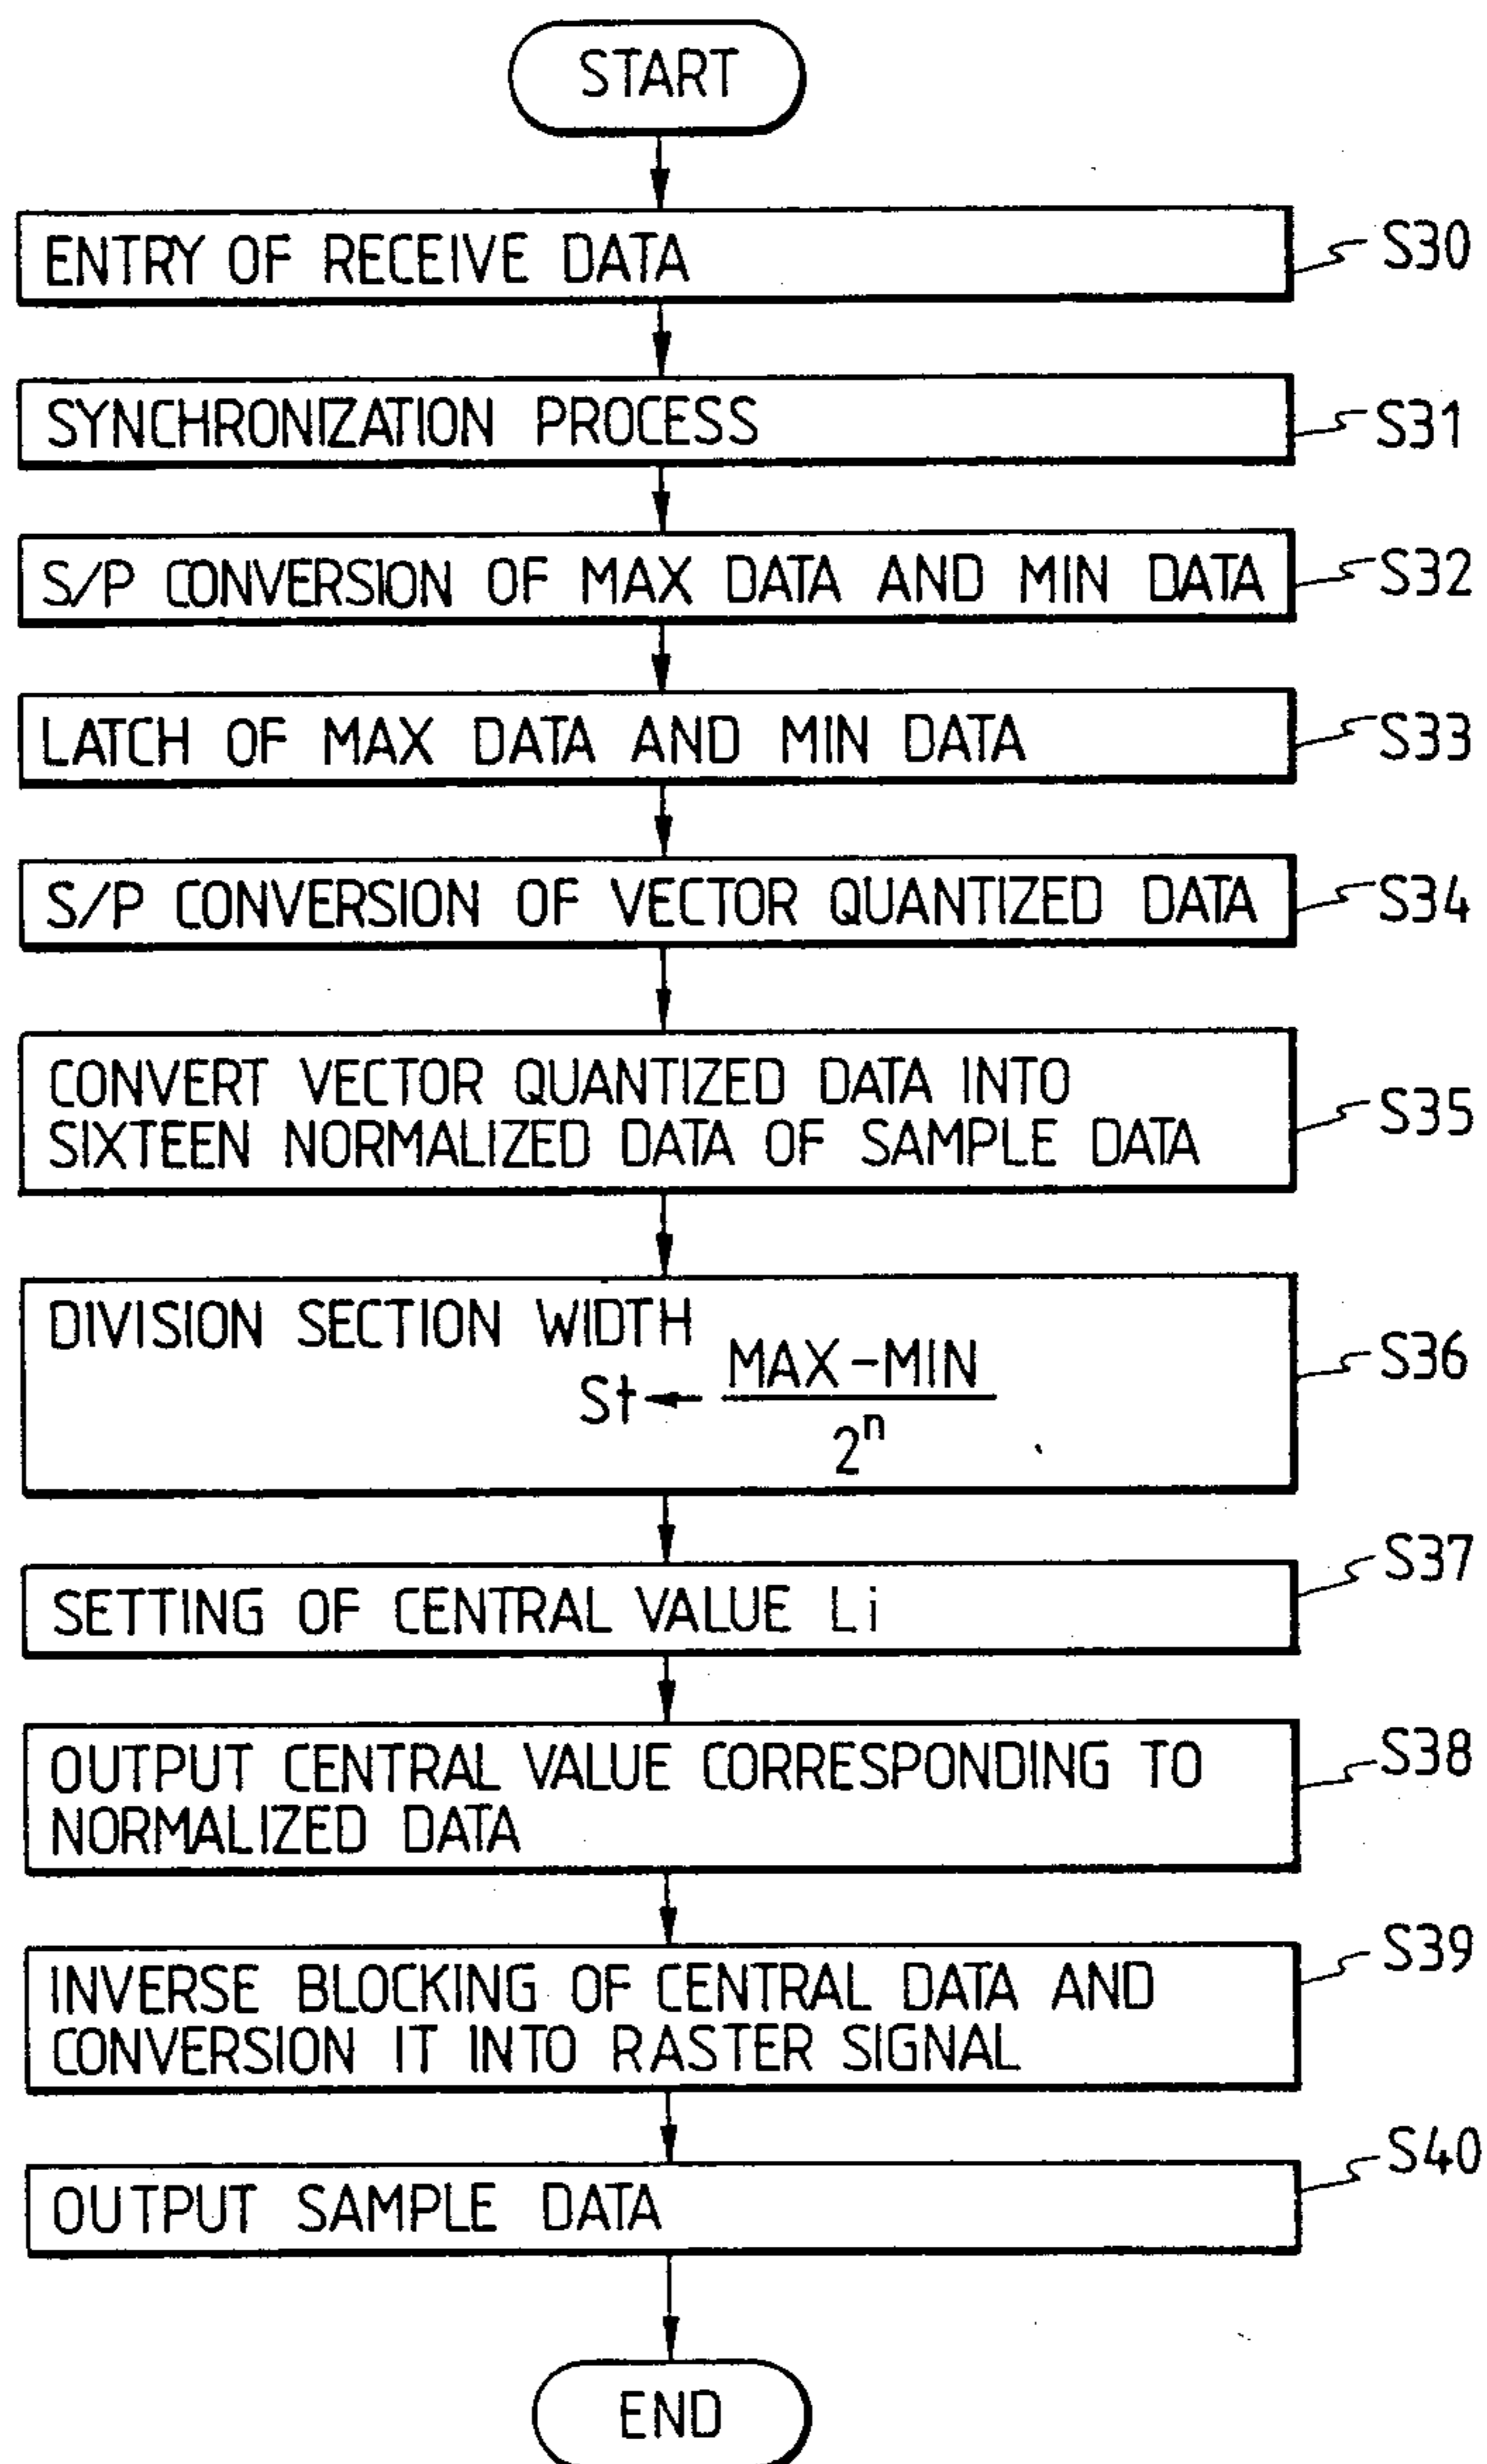 START
ENTRY OF RECEIVE DATA
S30
SYNCHRONIZATION PROCESS
S31
S/P CONVERSION OF MAX DATA AND MIN DATA
S32
LATCH OF MAX DATA AND MIN DATA
S33
S/P CONVERSION OF VECTOR QUANTIZED DATA
S34
CONVERT VECTOR QUANTIZED DATA INTO
SIXTEEN NORMALIZED DATA OF SAMPLE DATA
S35
DIVISION SECTION WIDTH
St ← MAX-MIN
2^n
S36
SETTING OF CENTRAL VALUE Li
S37
OUTPUT CENTRAL VALUE CORRESPONDING TO
NORMALIZED DATA
S38
INVERSE BLOCKING OF CENTRAL DATA AND
CONVERSION IT INTO RASTER SIGNAL
S39
OUTPUT SAMPLE DATA
S40
END